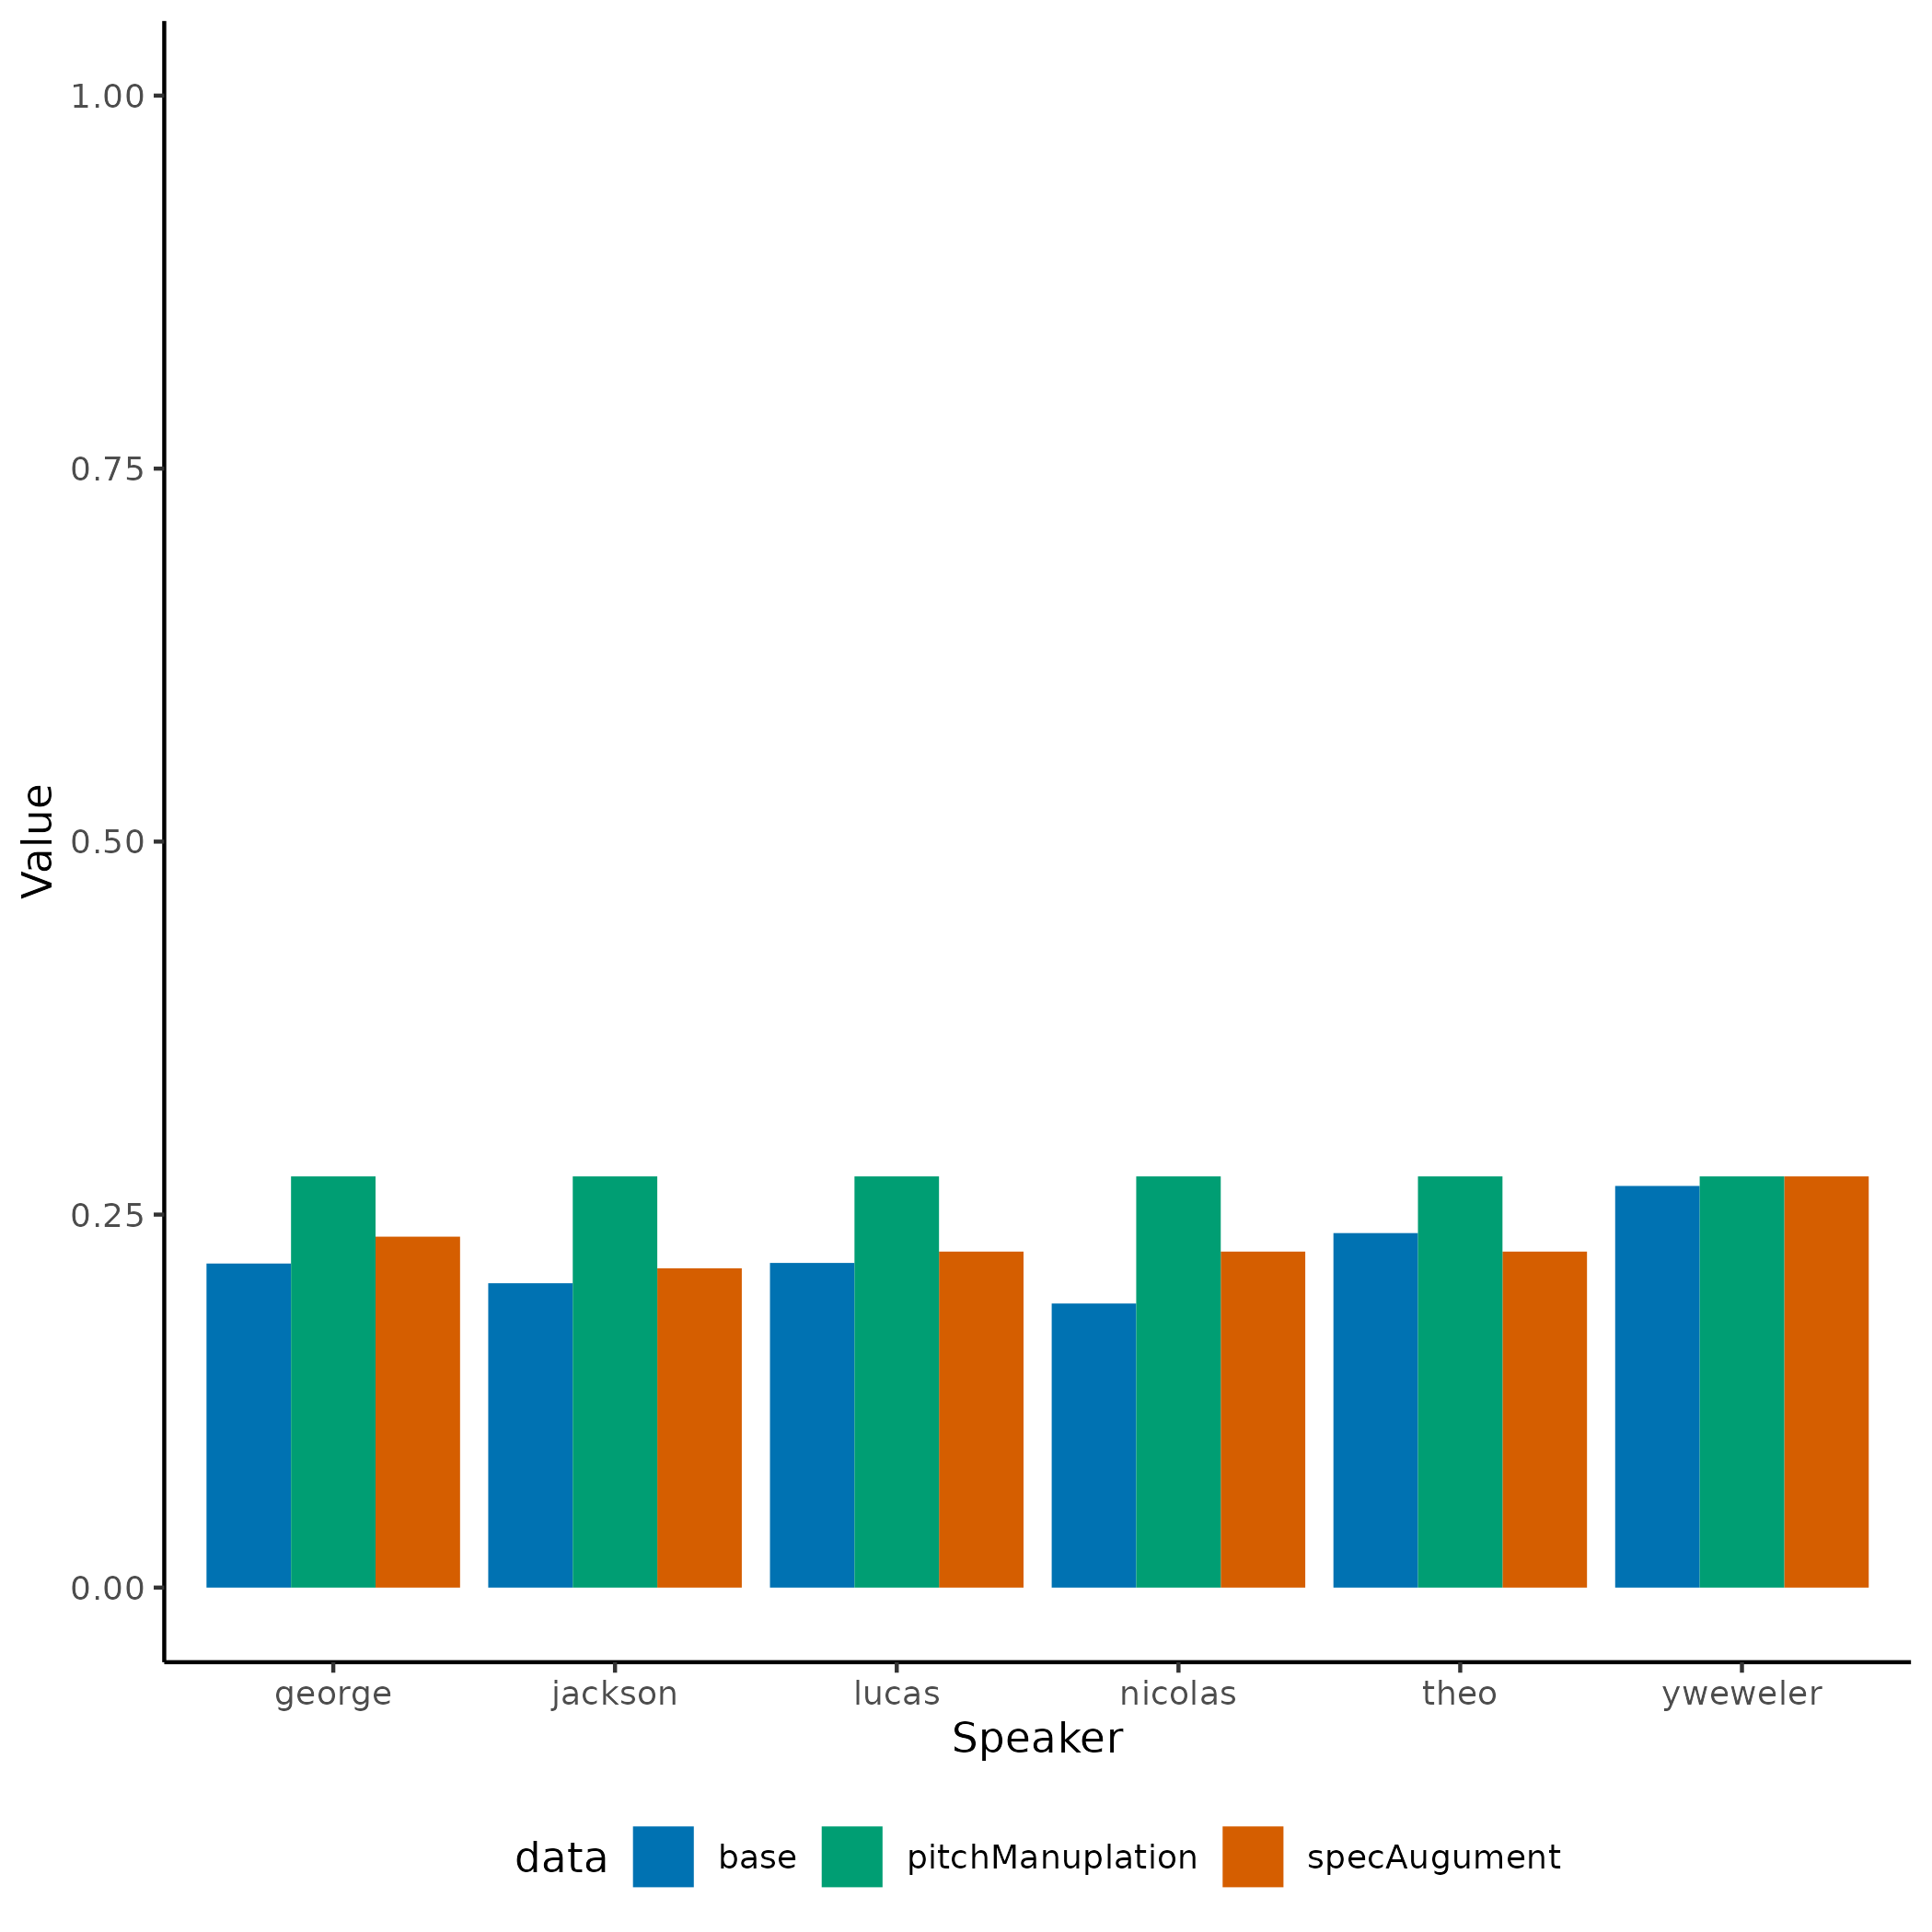 1.00
0.75
0.50
0.25
0.00
Value
george jackson lucas nicolas theo yweweler
Speaker
data base pitchManuplation specAugument